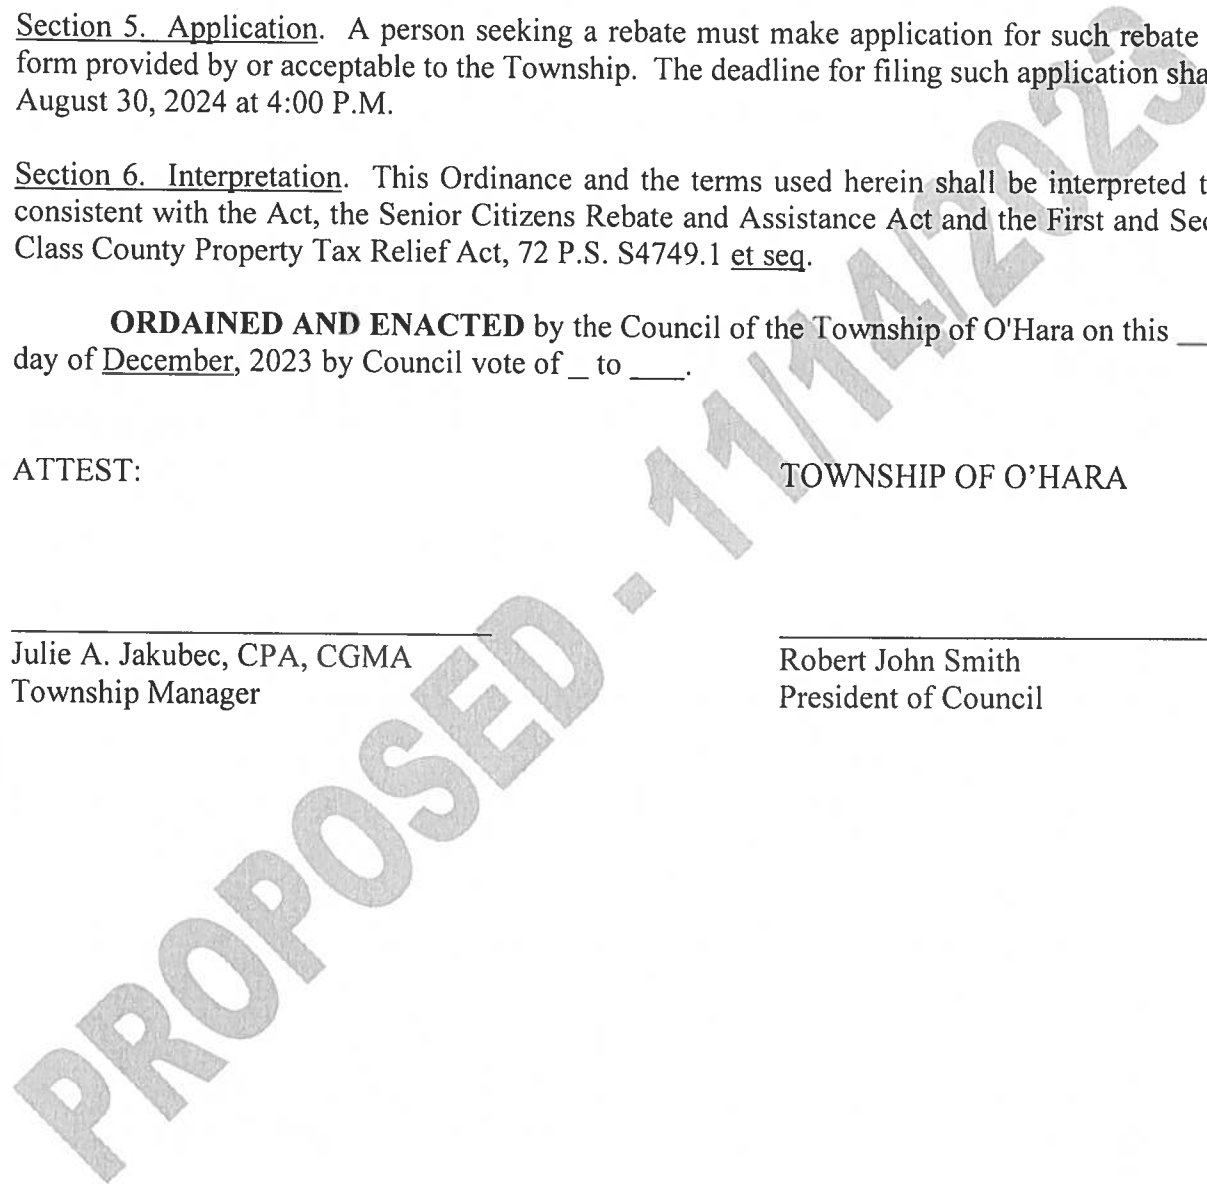 Section 5. Application. A person seeking a rebate must make application for such rebate
form provided by or acceptable to the Township. The deadline for filing such application sha
August 30, 2024 at 4:00 P.M.
Section 6. Interpretation. This Ordinance and the terms used herein shall be interpreted t
consistent with the Act, the Senior Citizens Rebate and Assistance Act and the First and Sec
Class County Property Tax Relief Act, 72 P.S. S4749.1 et seq.
ORDAINED AND ENACTED by the Council of the Township of O'Hara on this __
day of December, 2023 by Council vote of _ to ___.
ATTEST:
TOWNSHIP OF O'HARA
Julie A. Jakubec, CPA, CGMA
Township Manager
Robert John Smith
President of Council
PROPOSED - 11/14/2023